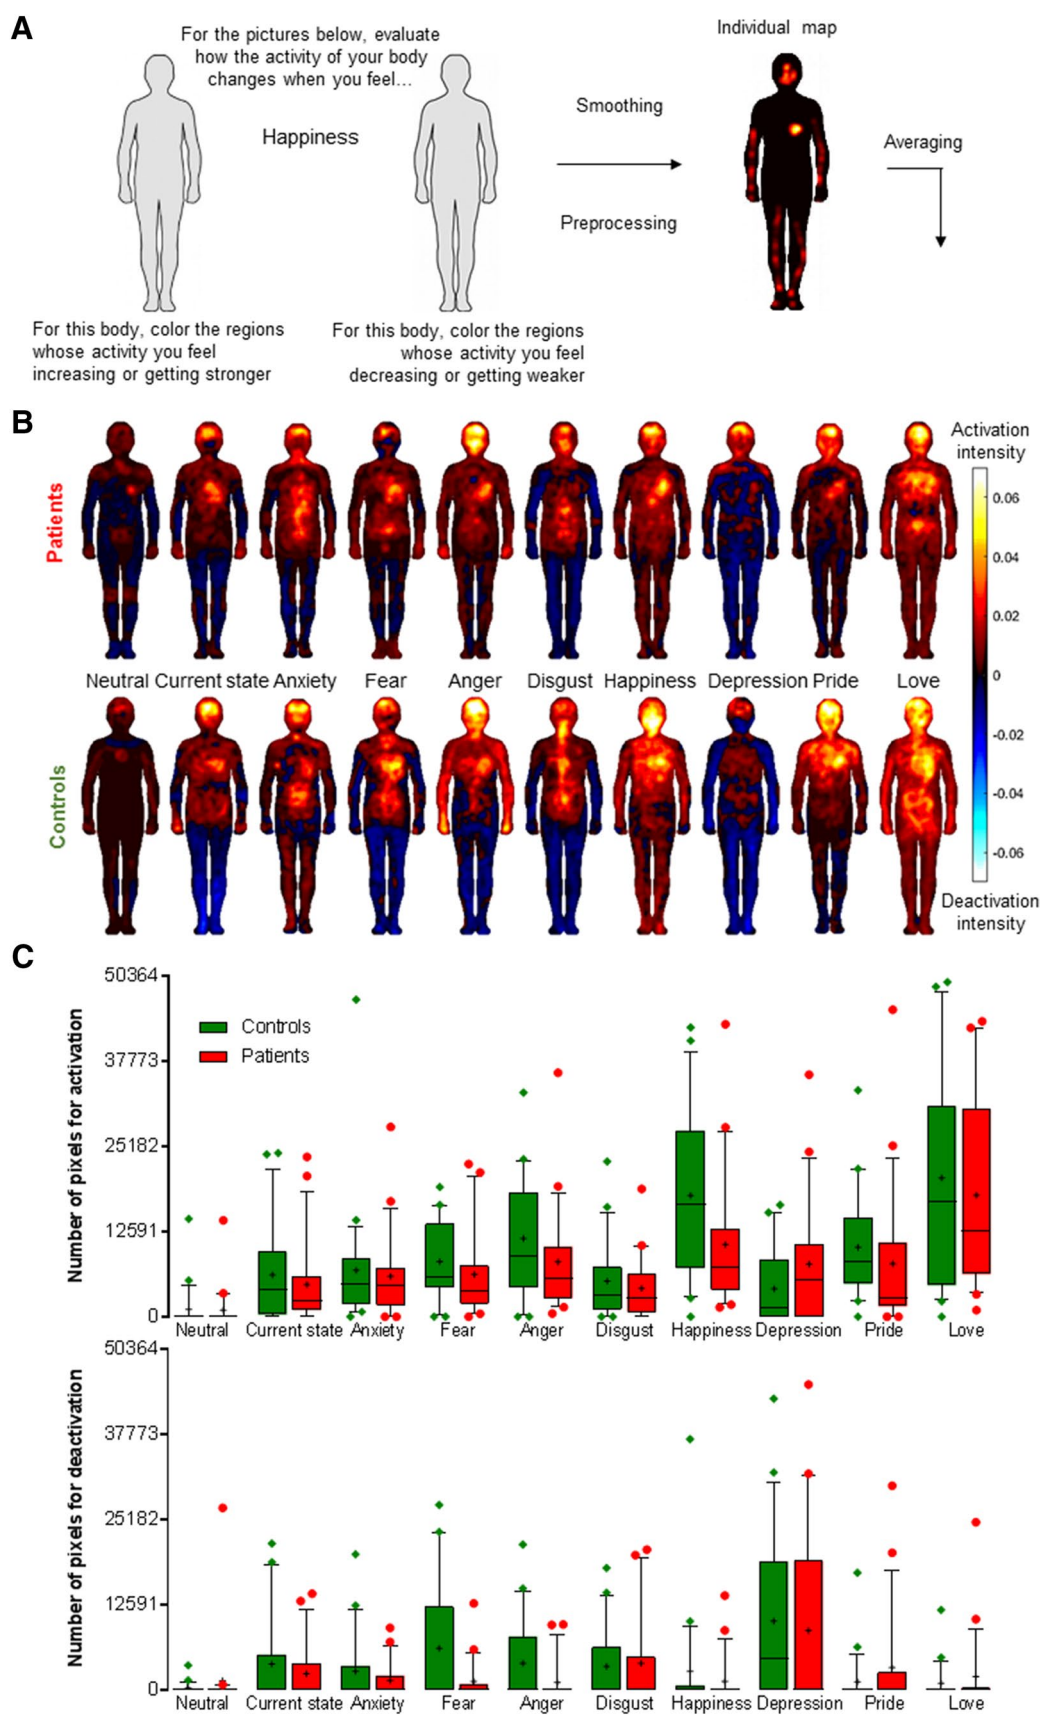 A
For the pictures below, evaluate
how the activity of your body
changes when you feel...
Happiness
For this body, color the regions
whose activity you feel
increasing or getting stronger
For this body, color the regions
whose activity you feel
decreasing or getting weaker
Smoothing
Preprocessing
Individual map
Averaging
B
Patients
Controls
Neutral Current state Anxiety Fear Anger Disgust Happiness Depression Pride Love
Activation
intensity
0.06
0.04
0.02
0
-0.02
-0.04
-0.06
Deactivation
intensity
C
Number of pixels for activation
50364
37773
25182
12591
0
Controls
Patients
Neutral Current state Anxiety Fear Anger Disgust Happiness Depression Pride Love
Number of pixels for deactivation
50364
37773
25182
12591
0
Neutral Current state Anxiety Fear Anger Disgust Happiness Depression Pride Love